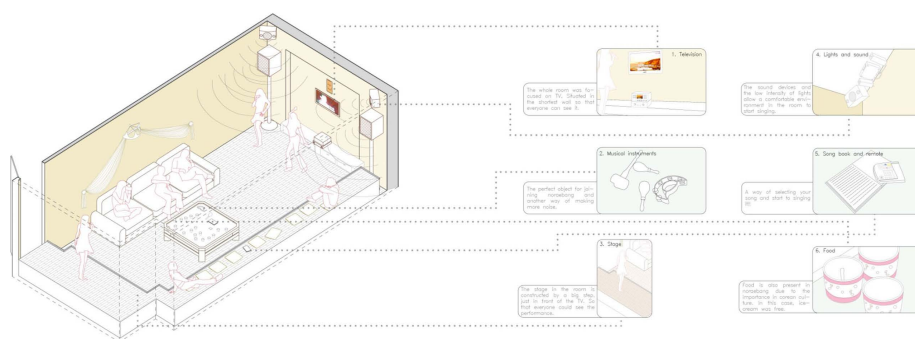 1. Television
The whole room was fo-
cused on TV. Situated in
the shortest wall so that
everyone can see it.
4. Lights and sound
The sound devices and
the low intensity of lights
allow a comfortable envi-
ronment in the room to
start singing.
2. Musical instruments
The perfect object for joi-
ning noraebang and
another way of making
more noise.
5. Song book and remote
A way of selecting your
song and start to singing
it!
3. Stage
The stage in the room is
constructed by a big step,
just in front of the TV. So
that everyone could see the
performance.
6. Food
Food is also present in
noraebang due to the
importance in korean cul-
ture. In this case, ice-
cream was free.